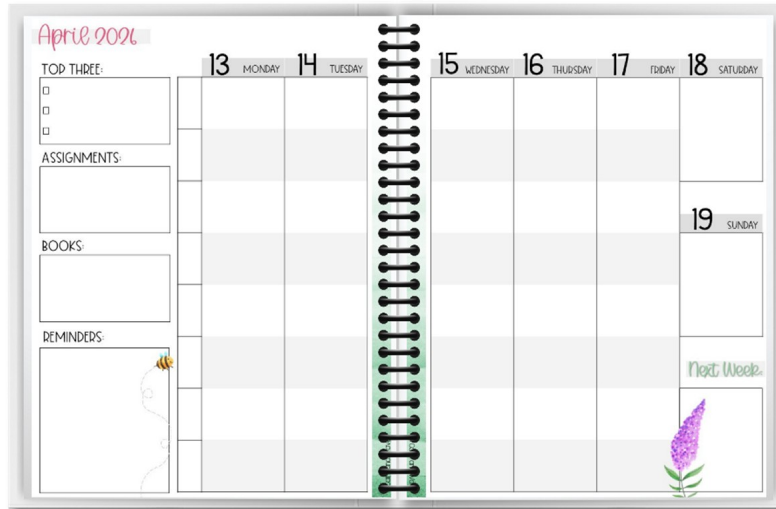 April 2026
TOP THREE:
ASSIGNMENTS:
BOOKS:
REMINDERS:
13 MONDAY
14 TUESDAY
15 WEDNESDAY
16 THURSDAY
17 FRIDAY
18 SATURDAY
19 SUNDAY
Next Week: